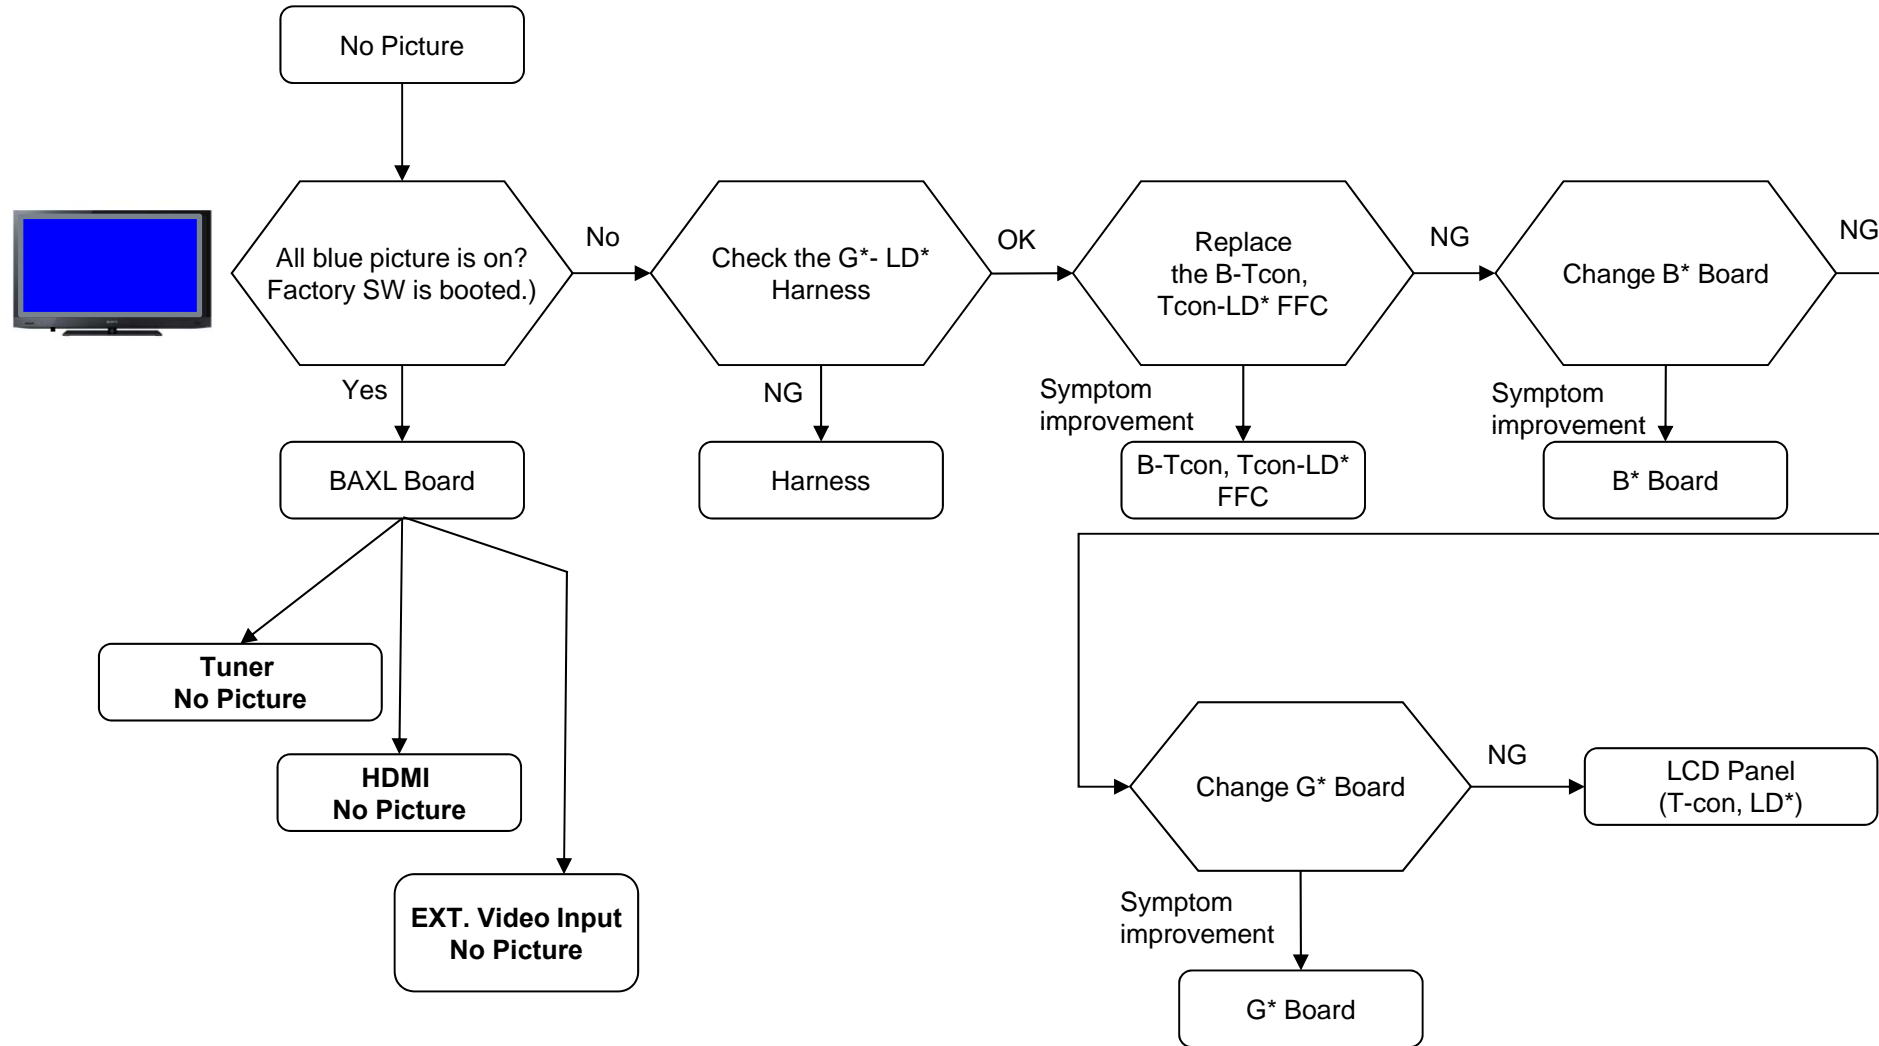 No Picture
All blue picture is on?
Factory SW is booted.)
No
Check the G*- LD*
Harness
OK
Replace
the B-Tcon,
Tcon-LD* FFC
NG
Change B* Board
NG
Yes
NG
Symptom
improvement
Symptom
improvement
BAXL Board
Harness
B-Tcon, Tcon-LD*
FFC
B* Board
Tuner
No Picture
HDMI
No Picture
EXT. Video Input
No Picture
Change G* Board
NG
LCD Panel
(T-con, LD*)
Symptom
improvement
G* Board